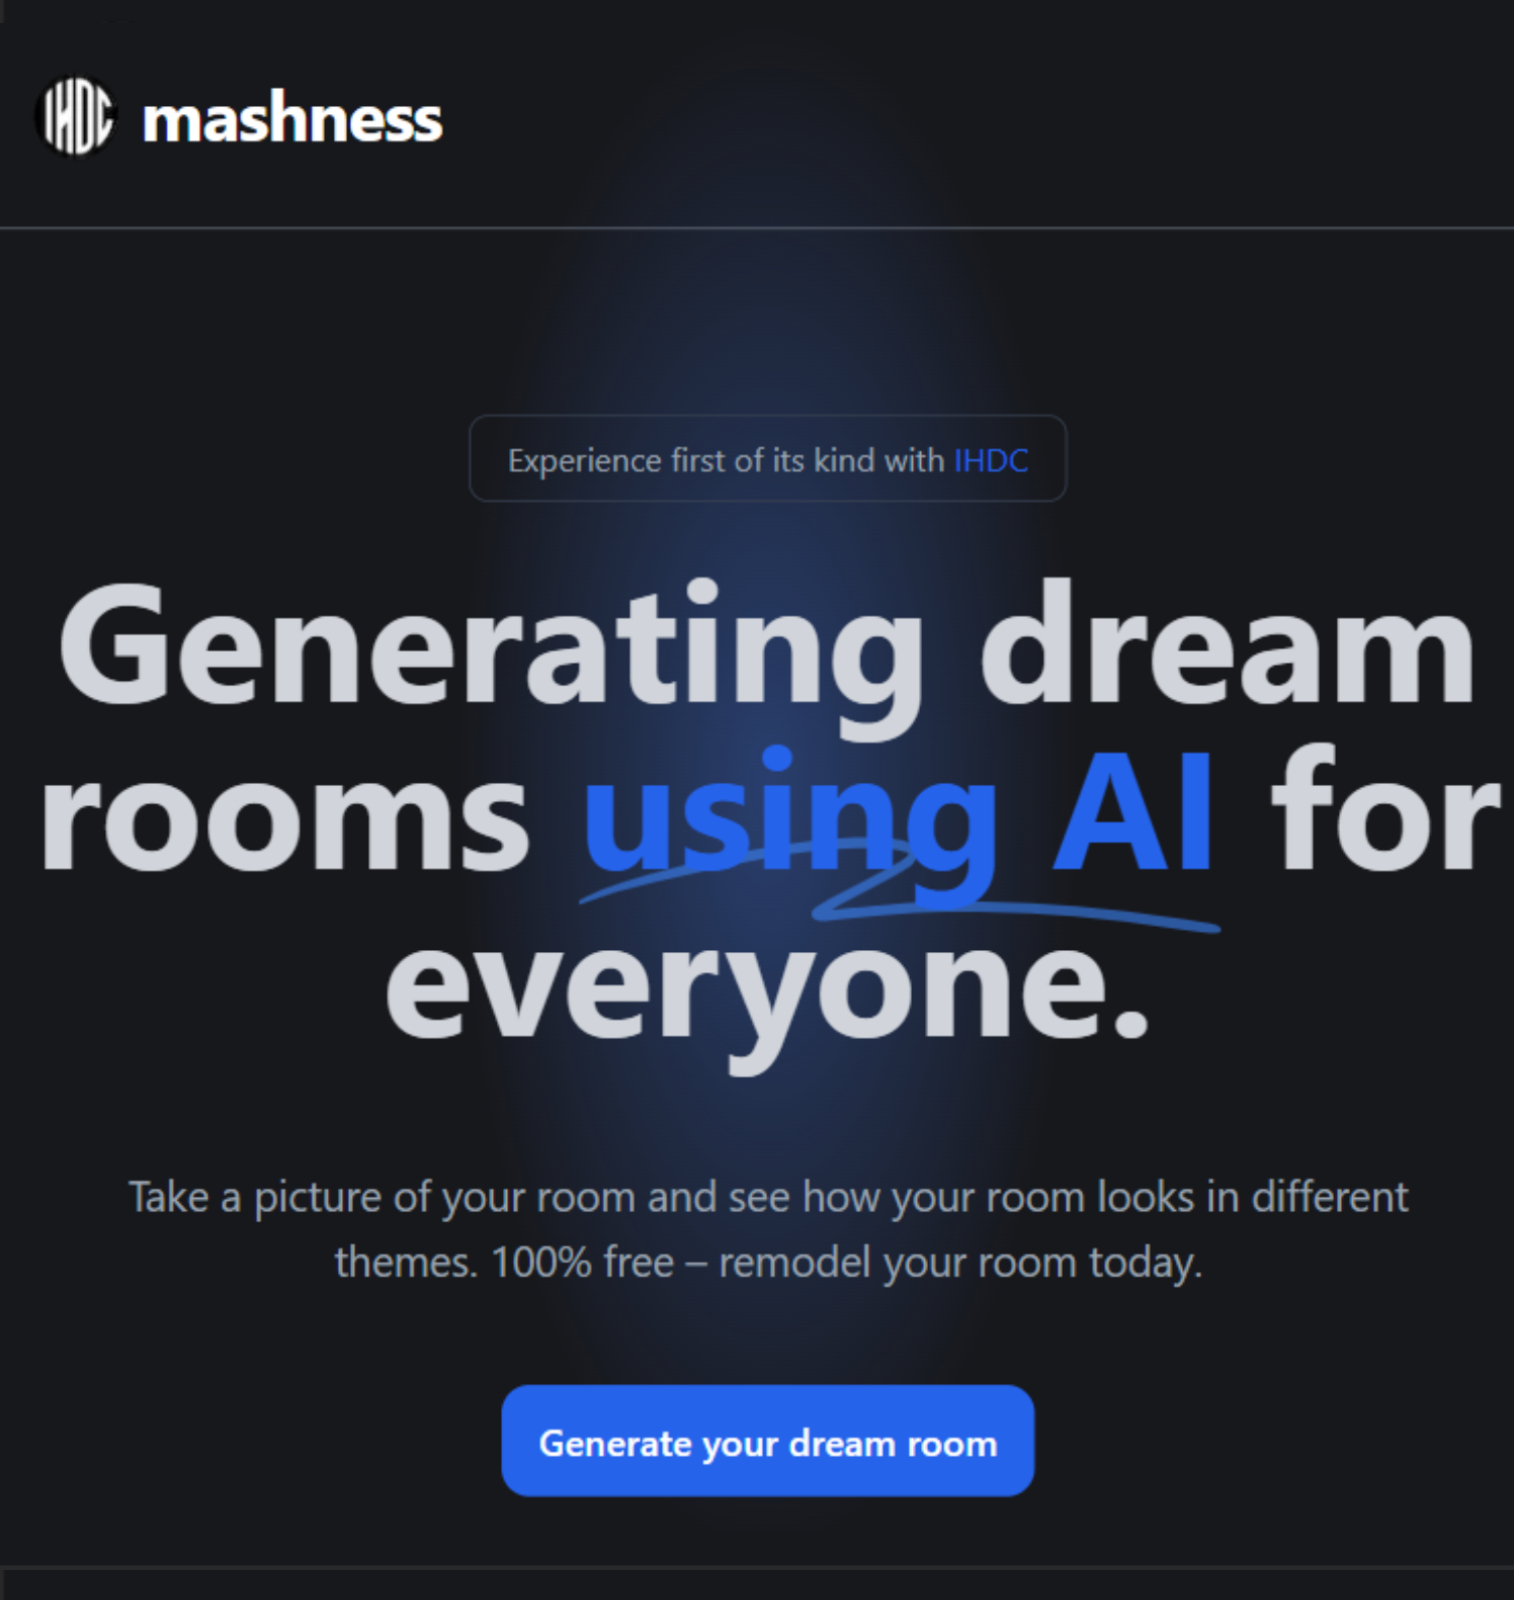 IHDC mashness
Experience first of its kind with IHDC
Generating dream
rooms using AI for
everyone.
Take a picture of your room and see how your room looks in different
themes. 100% free – remodel your room today.
Generate your dream room